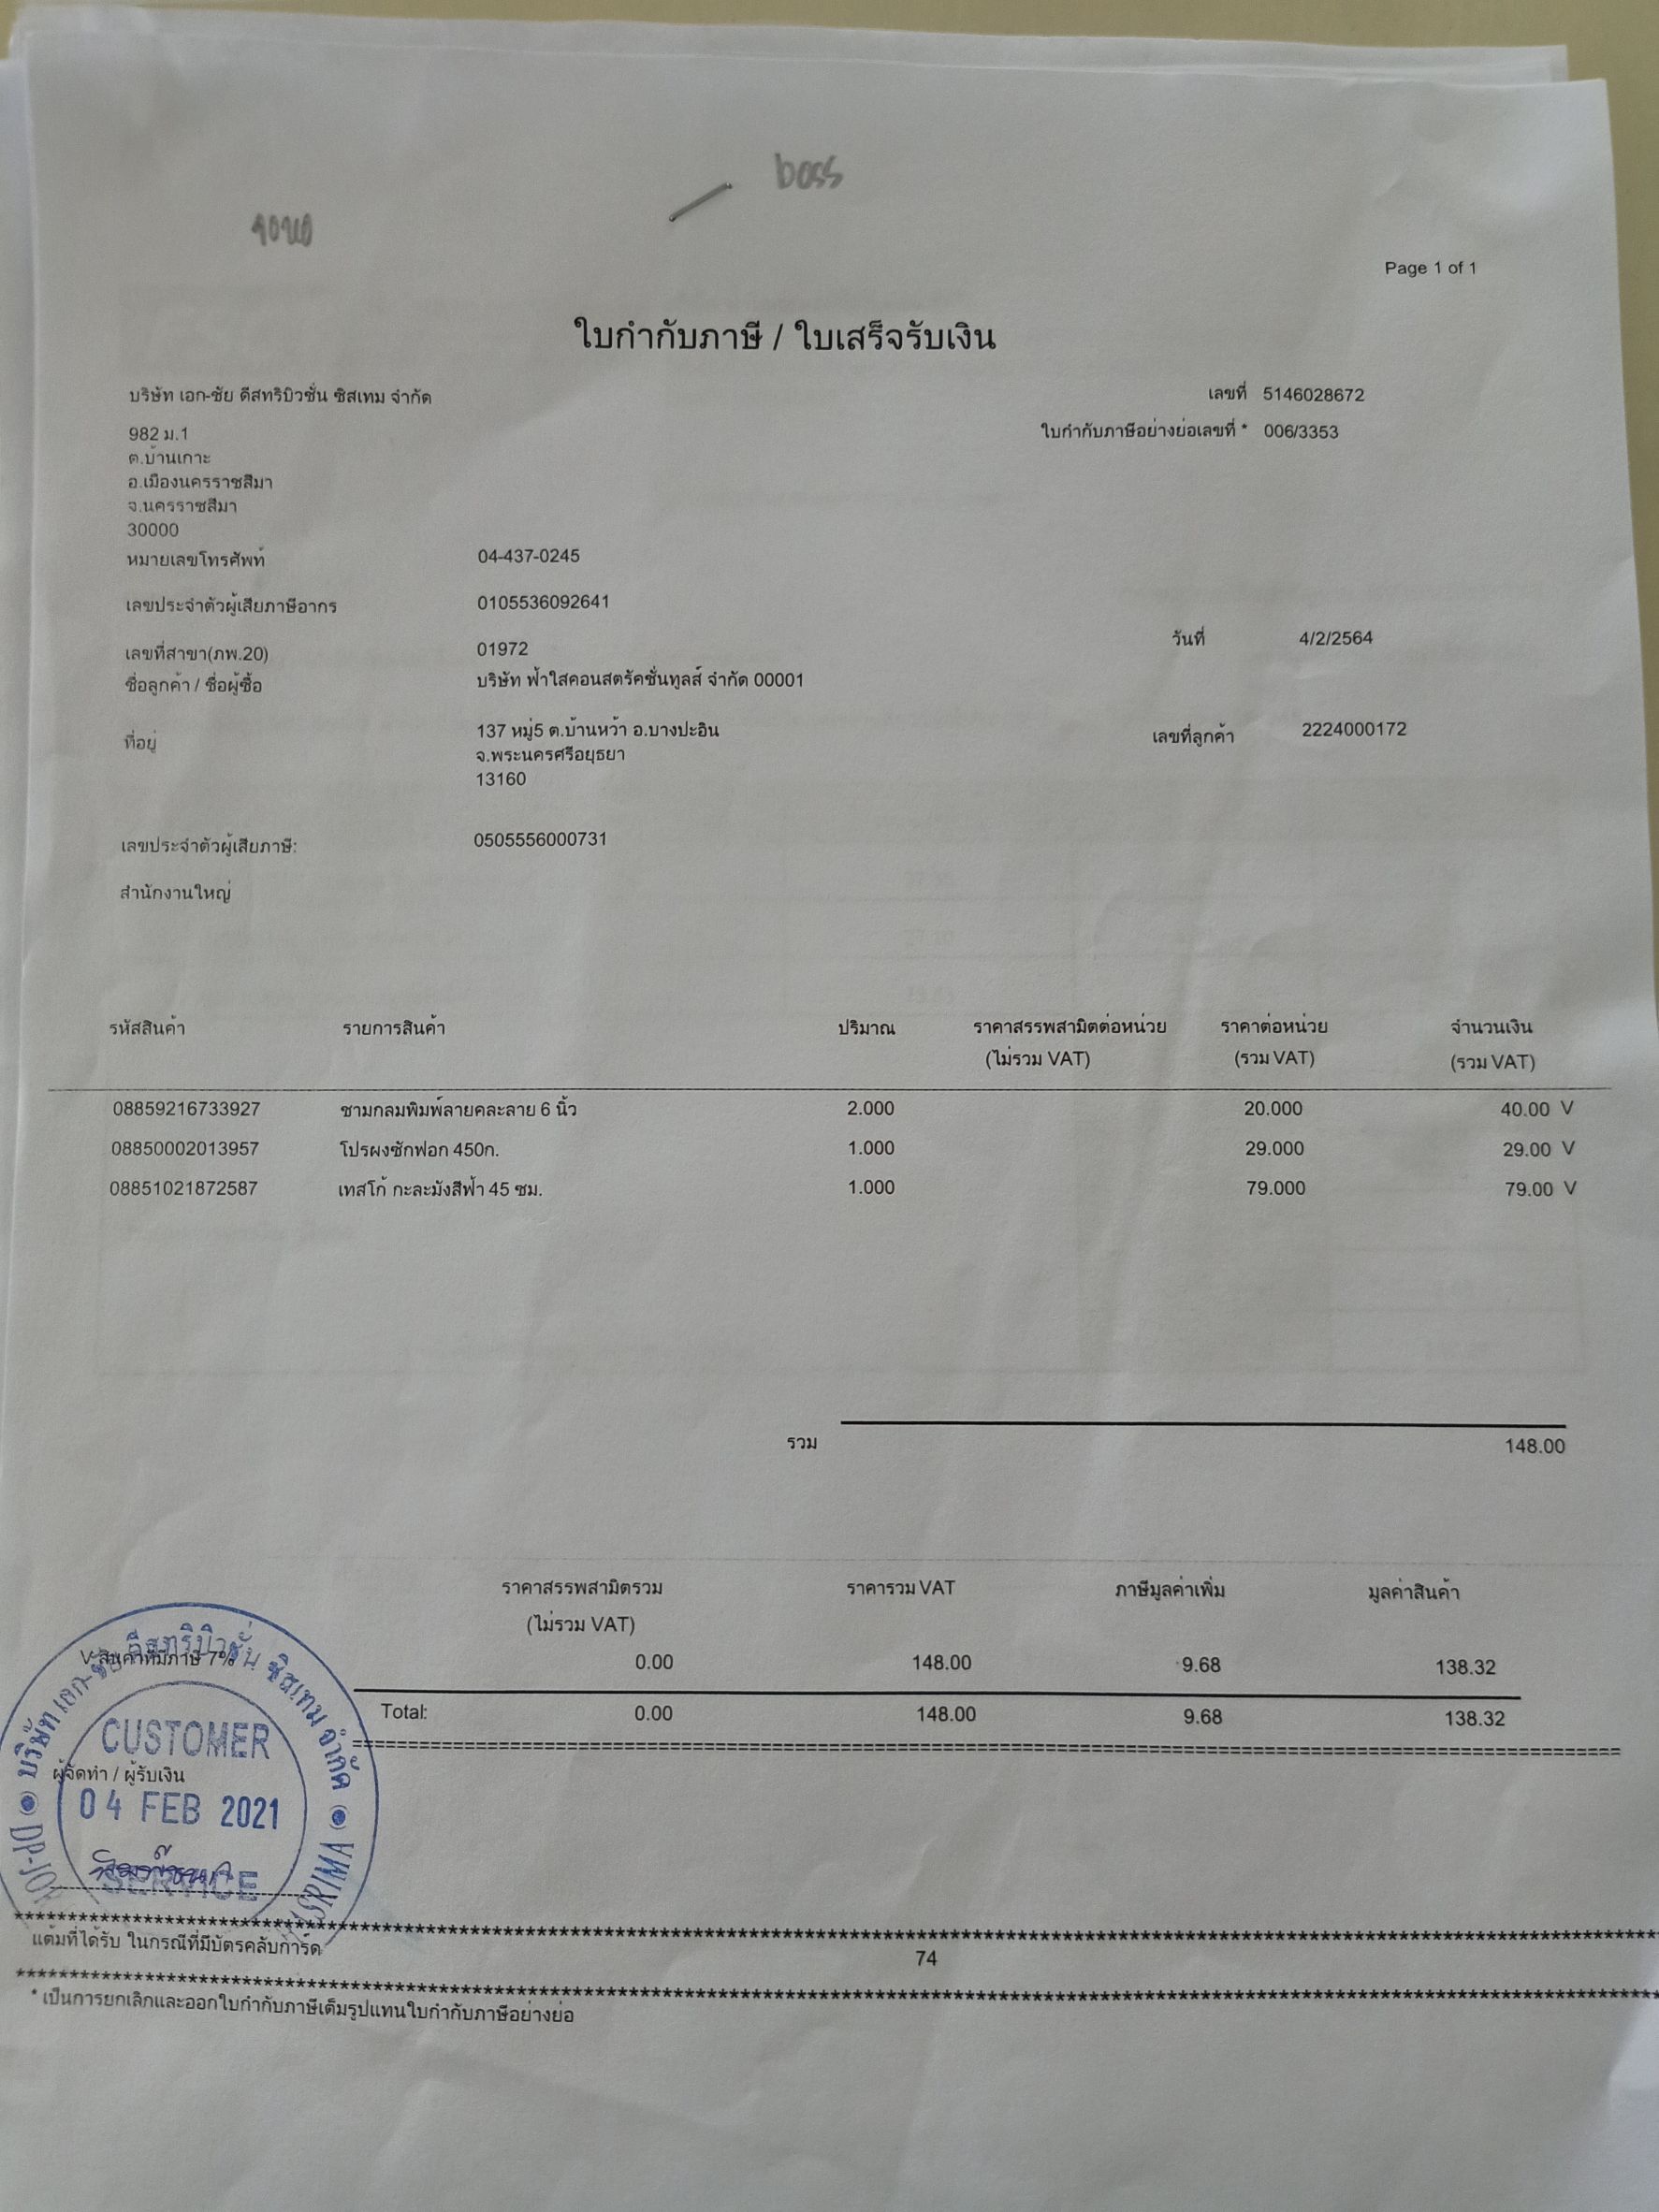 boss
Page 1 of 1
ใบกำกับภาษี / ใบเสร็จรับเงิน
บริษัท เอก-ชัย ดีสทริบิวชั่น ซิสเทม จำกัด
เลขที่ 5146028672
982 ม.1
ใบกำกับภาษีอย่างย่อเลขที่ * 006/3353
ต.บ้านเกาะ
อ.เมืองนครราชสีมา
จ.นครราชสีมา
30000
หมายเลขโทรศัพท์ 04-437-0245
เลขประจำตัวผู้เสียภาษีอากร 0105536092641
เลขที่สาขา(ภพ.20) 01972
วันที่ 4/2/2564
ชื่อลูกค้า / ชื่อผู้ซื้อ บริษัท ฟ้าใสคอนสตรัคชั่นทูลส์ จำกัด 00001
ที่อยู่ 137 หมู่5 ต.บ้านหว้า อ.บางปะอิน
เลขที่ลูกค้า 2224000172
จ.พระนครศรีอยุธยา
13160
เลขประจำตัวผู้เสียภาษี: 0505556000731
สำนักงานใหญ่
รหัสสินค้า รายการสินค้า ปริมาณ ราคาสรรพสามิตต่อหน่วย ราคาต่อหน่วย จำนวนเงิน
(ไม่รวม VAT) (รวม VAT) (รวม VAT)
08859216733927 ชามกลมพิมพ์ลายคละลาย 6 นิ้ว 2.000 20.000 40.00 V
08850002013957 โปรผงซักฟอก 450ก. 1.000 29.000 29.00 V
08851021872587 เทสโก้ กะละมังสีฟ้า 45 ซม. 1.000 79.000 79.00 V
รวม 148.00
ราคาสรรพสามิตรวม ราคารวม VAT ภาษีมูลค่าเพิ่ม มูลค่าสินค้า
(ไม่รวม VAT)
V:สินค้าที่มีภาษี 7% 0.00 148.00 9.68 138.32
Total: 0.00 148.00 9.68 138.32
บริษัท เอก-ชัย ดีสทริบิวชั่น ซิสเทม จำกัด
CUSTOMER
ผู้จัดทำ / ผู้รับเงิน
04 FEB 2021
SERVICE
แต้มที่ได้รับ ในกรณีที่มีบัตรคลับการ์ด 74
* เป็นการยกเลิกและออกใบกำกับภาษีเต็มรูปแทนใบกำกับภาษีอย่างย่อ